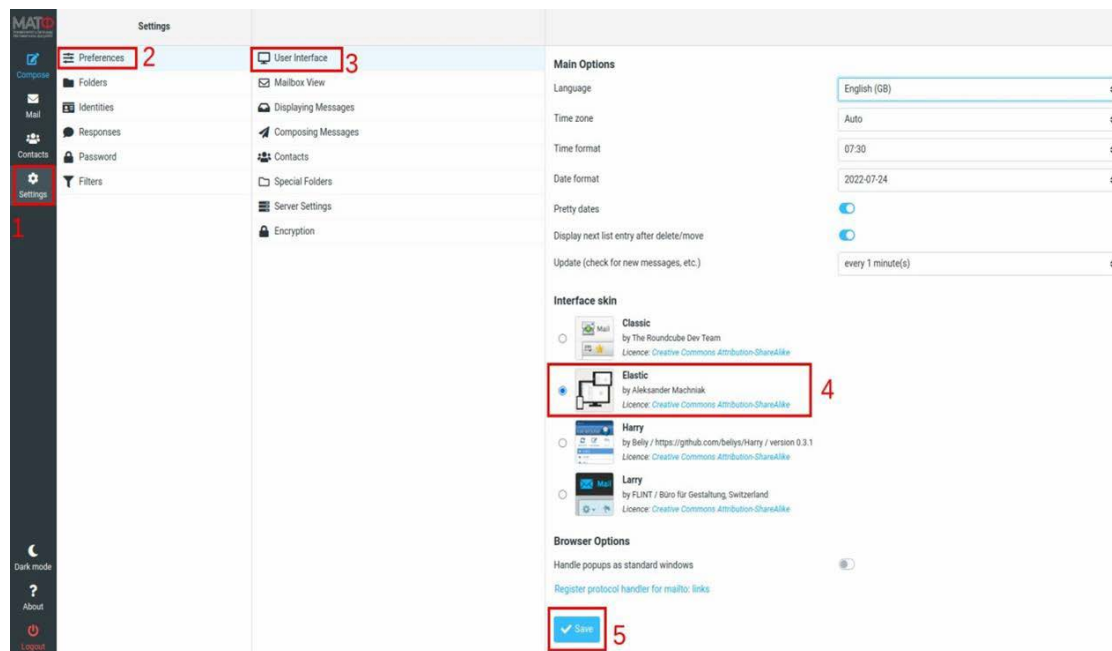 МАТФ
Settings
Compose
Mail
Contacts
Settings
1
Dark mode
About
Logout
Preferences
2
Folders
Identities
Responses
Password
Filters
User Interface
3
Mailbox View
Displaying Messages
Composing Messages
Contacts
Special Folders
Server Settings
Encryption
Main Options
Language
English (GB)
Time zone
Auto
Time format
07:30
Date format
2022-07-24
Pretty dates
Display next list entry after delete/move
Update (check for new messages, etc.)
every 1 minute(s)
Interface skin
Mail
Classic
by The Roundcube Dev Team
Licence: Creative Commons Attribution-ShareAlike
Elastic
by Aleksander Machniak
Licence: Creative Commons Attribution-ShareAlike
4
Harry
by Beliy / https://github.com/beliys/Harry / version 0.3.1
Licence: Creative Commons Attribution-ShareAlike
Mail
Larry
by FLINT / Büro für Gestaltung, Switzerland
Licence: Creative Commons Attribution-ShareAlike
Browser Options
Handle popups as standard windows
Register protocol handler for mailto: links
Save
5